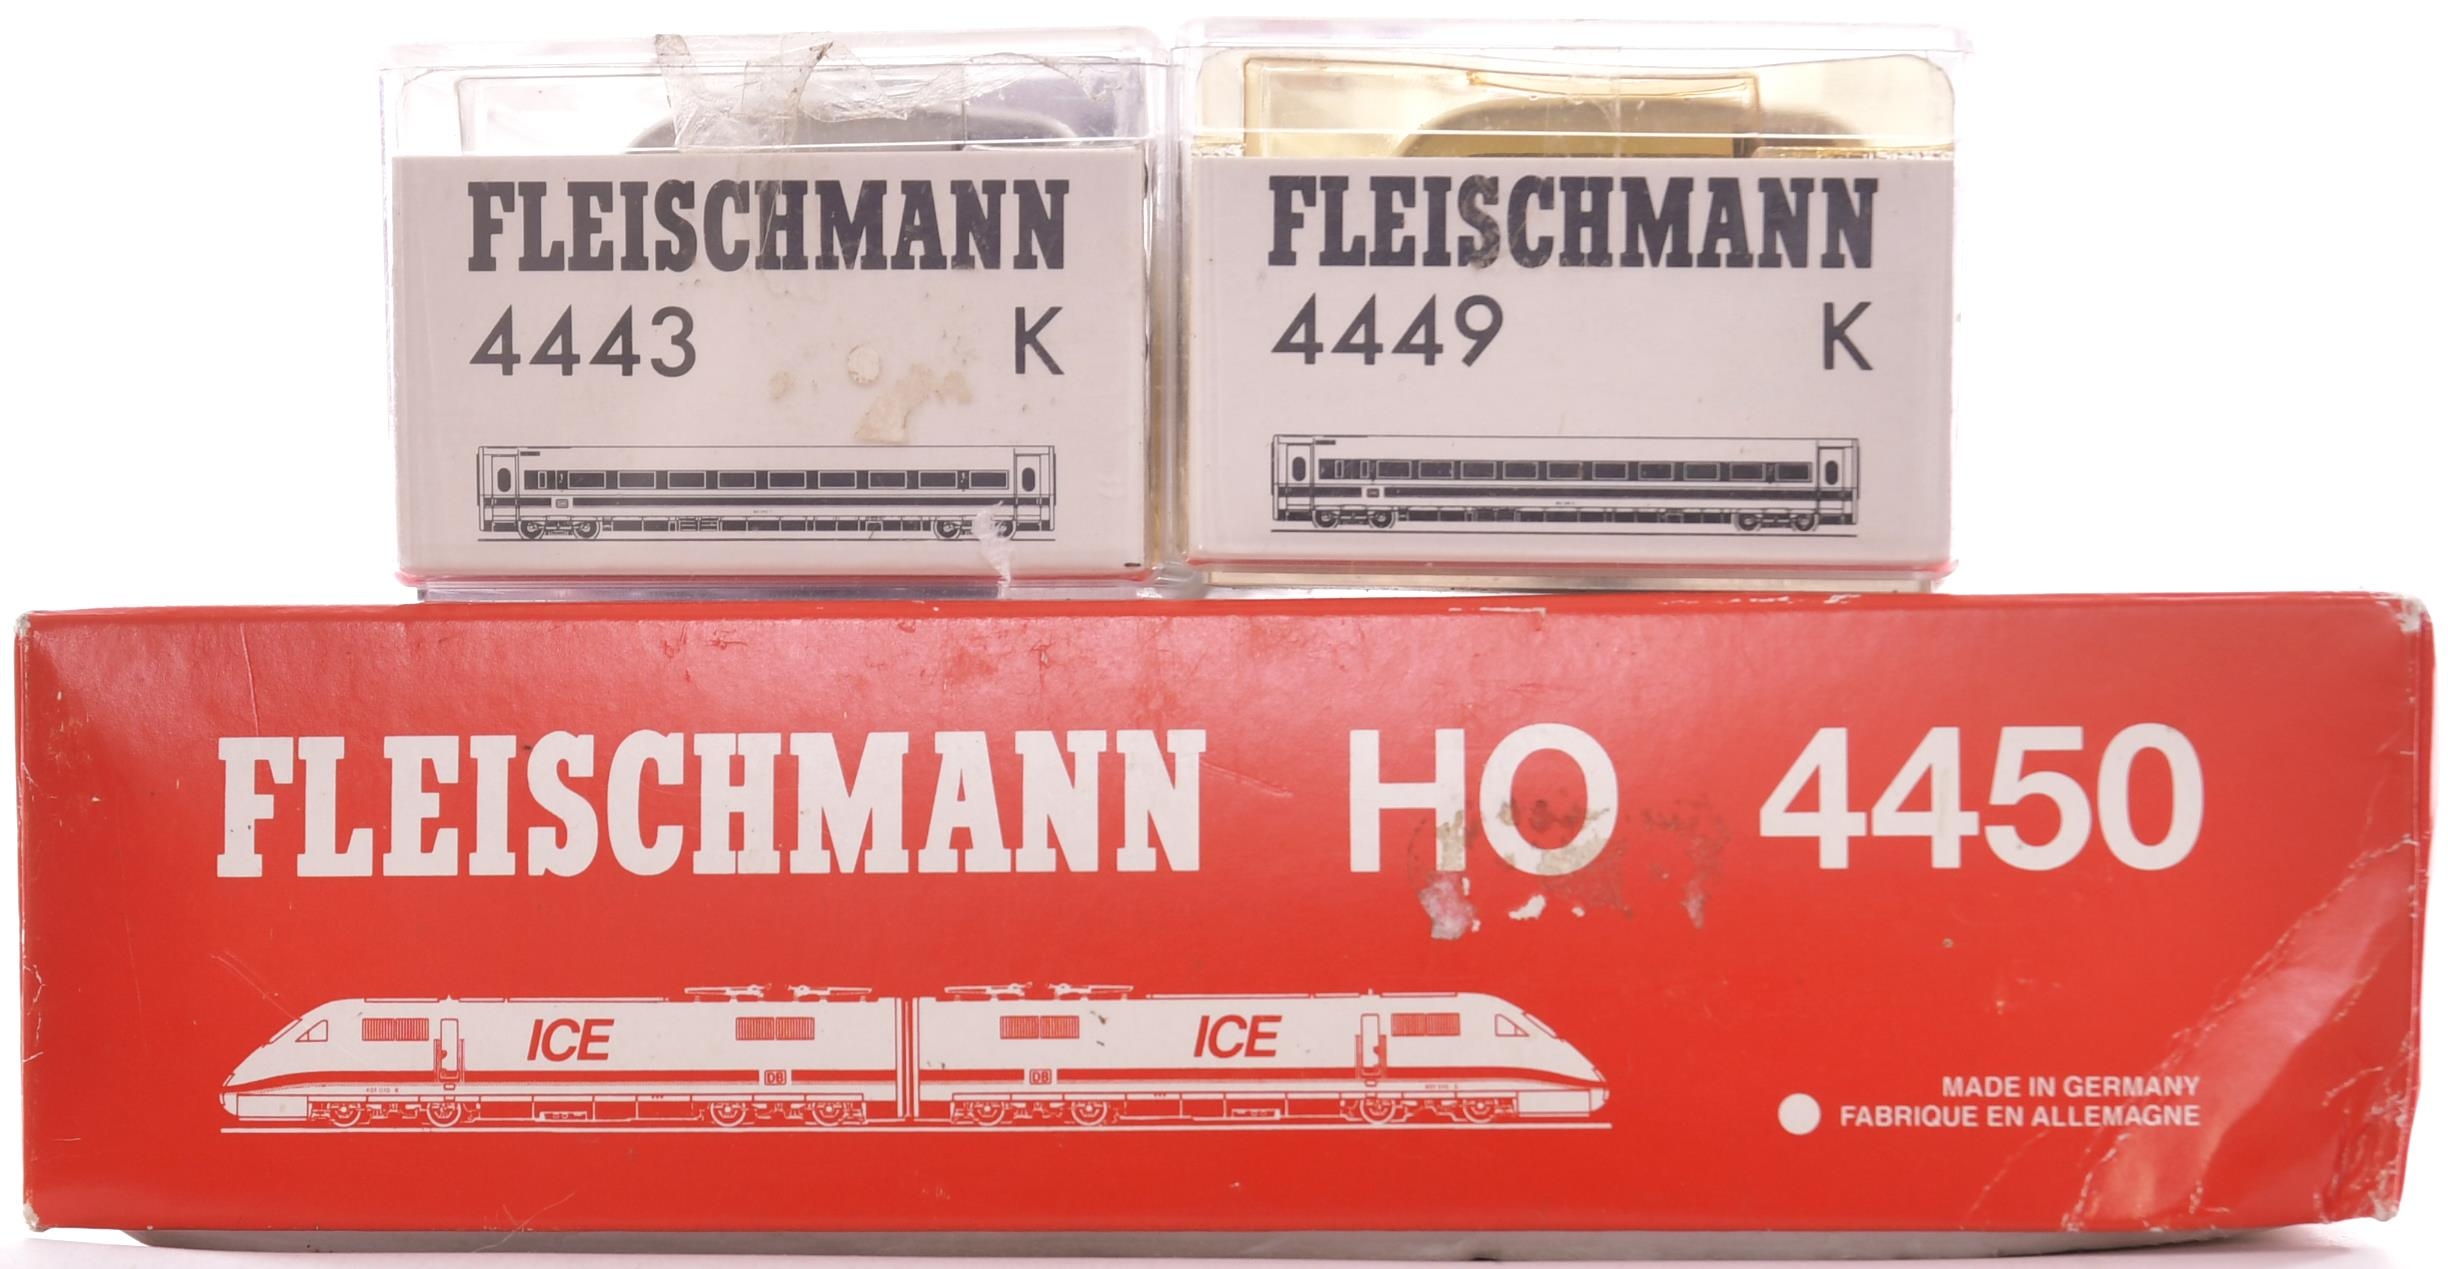 FLEISCHMANN
4443 K
FLEISCHMANN
4449 K
FLEISCHMANN HO 4450
ICE ICE
DB DB
MADE IN GERMANY
FABRIQUE EN ALLEMAGNE